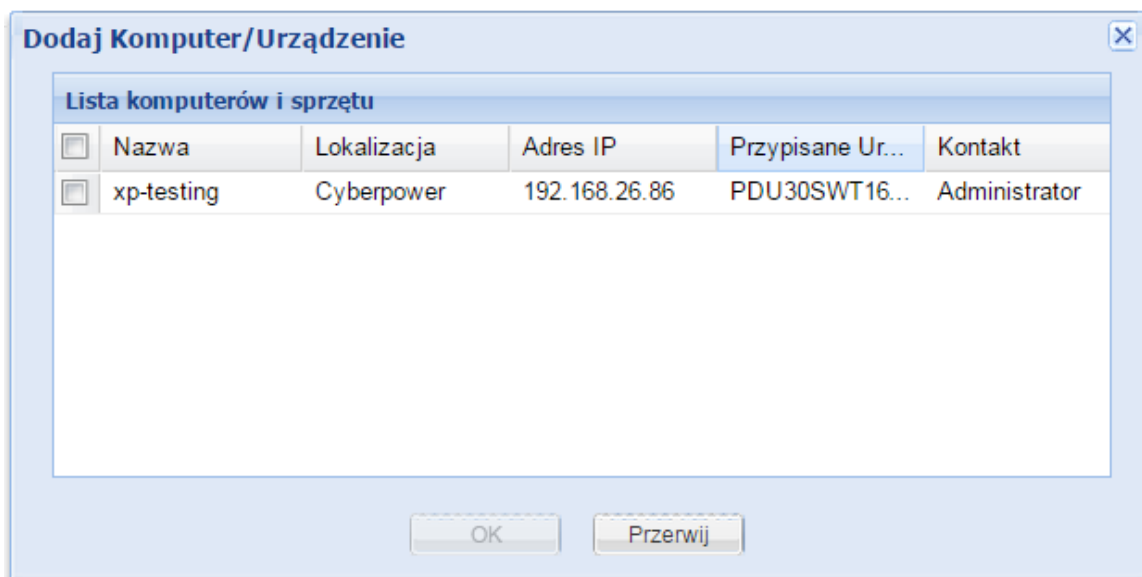 Dodaj Komputer/Urządzenie
Lista komputerów i sprzętu
Nazwa Lokalizacja Adres IP Przypisane Ur... Kontakt
xp-testing Cyberpower 192.168.26.86 PDU30SWT16... Administrator
OK Przerwij